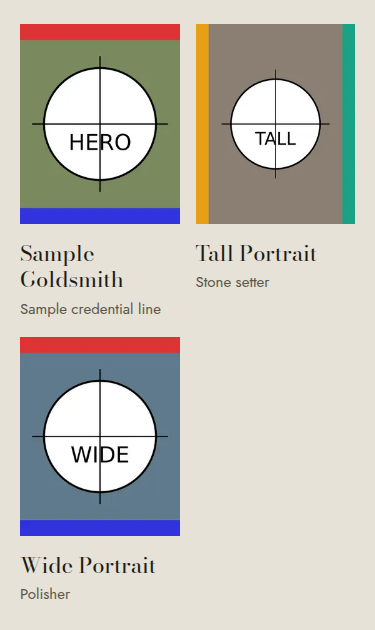 HERO
Sample
Goldsmith
Sample credential line
TALL
Tall Portrait
Stone setter
WIDE
Wide Portrait
Polisher